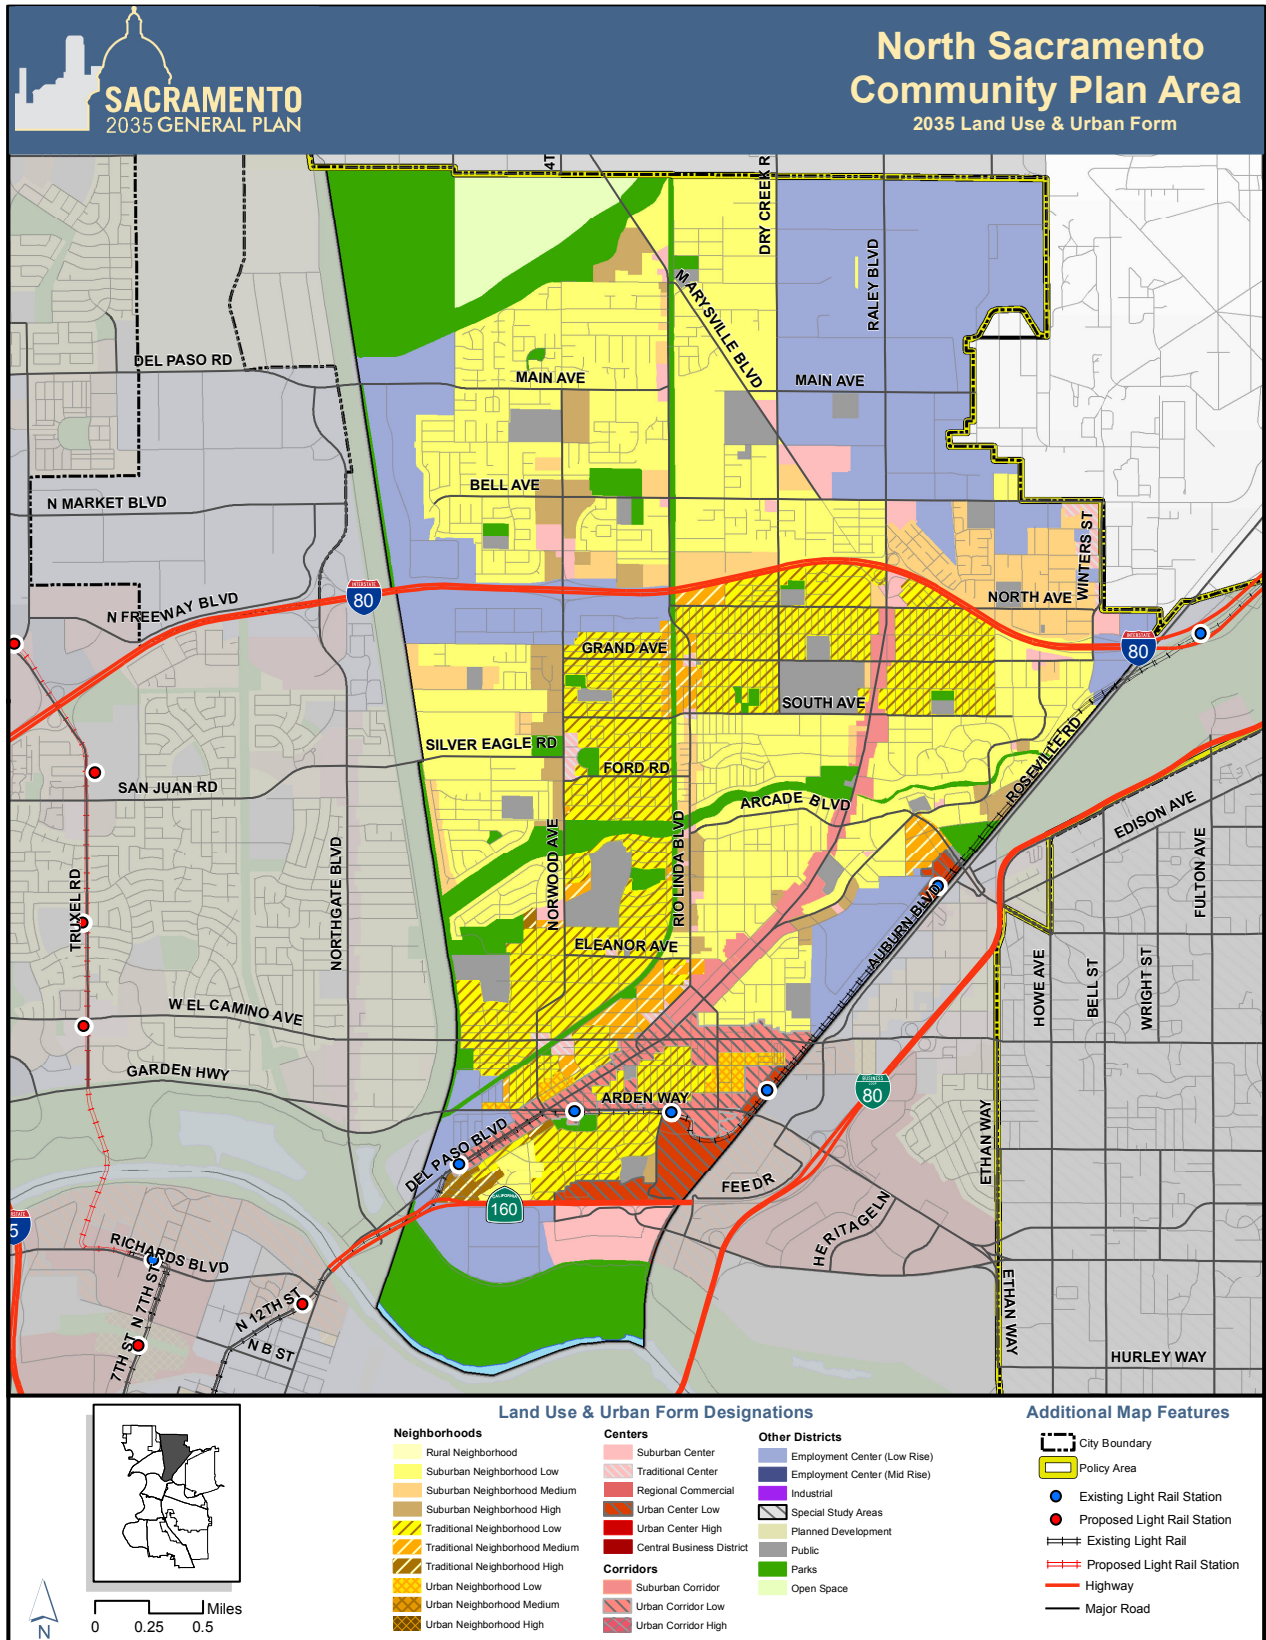 SACRAMENTO
2035 GENERAL PLAN
North Sacramento
Community Plan Area
2035 Land Use & Urban Form
DRY CREEK R
RALEY BLVD
MARYSVILLE BLVD
DEL PASO RD
MAIN AVE
MAIN AVE
BELL AVE
N MARKET BLVD
WINTERS ST
INTERSTATE
80
N FREEWAY BLVD
NORTH AVE
GRAND AVE
INTERSTATE
80
SOUTH AVE
SILVER EAGLE RD
FORD RD
SAN JUAN RD
ROSEVILLE RD
ARCADE BLVD
EDISON AVE
NORWOOD AVE
RIO LINDA BLVD
NORTHGATE BLVD
TRUXEL RD
FULTON AVE
AUBURN BLVD
ELEANOR AVE
HOWE AVE
BELL ST
WRIGHT ST
W EL CAMINO AVE
GARDEN HWY
BUSINESS
LOOP
80
ARDEN WAY
DEL PASO BLVD
ETHAN WAY
FEE DR
CALIFORNIA
160
HERITAGE LN
5
RICHARDS BLVD
N 7TH ST
7TH ST
N 12TH ST
N B ST
ETHAN WAY
HURLEY WAY
Land Use & Urban Form Designations
Neighborhoods
Rural Neighborhood
Suburban Neighborhood Low
Suburban Neighborhood Medium
Suburban Neighborhood High
Traditional Neighborhood Low
Traditional Neighborhood Medium
Traditional Neighborhood High
Urban Neighborhood Low
Urban Neighborhood Medium
Urban Neighborhood High
Centers
Suburban Center
Traditional Center
Regional Commercial
Urban Center Low
Urban Center High
Central Business District
Corridors
Suburban Corridor
Urban Corridor Low
Urban Corridor High
Other Districts
Employment Center (Low Rise)
Employment Center (Mid Rise)
Industrial
Special Study Areas
Planned Development
Public
Parks
Open Space
Additional Map Features
City Boundary
Policy Area
Existing Light Rail Station
Proposed Light Rail Station
Existing Light Rail
Proposed Light Rail Station
Highway
Major Road
N
Miles
0 0.25 0.5